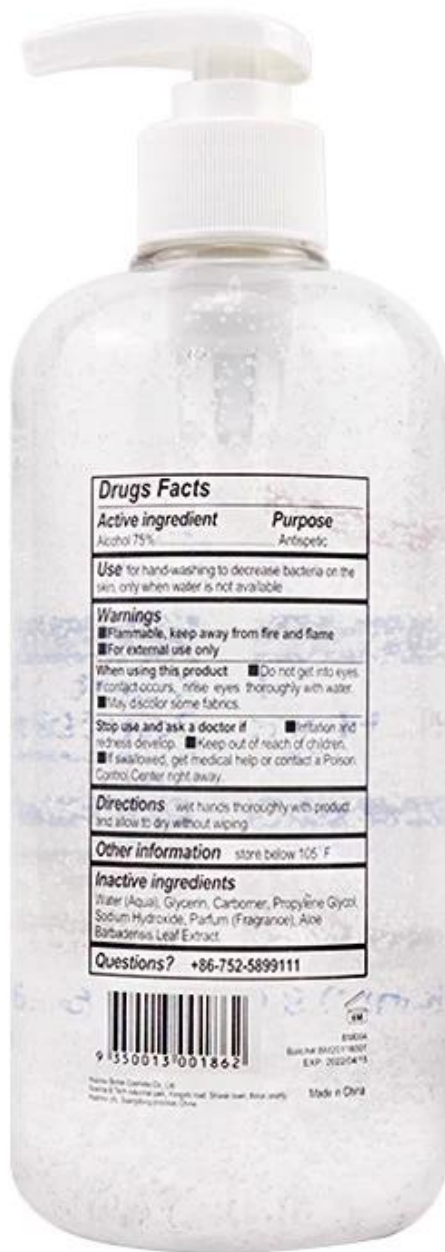 Drugs Facts
Active ingredient Purpose
Alcohol 75% Antispetic
Use for hand-washing to decrease bacteria on the
skin, only when water is not available
Warnings
■Flammable, keep away from fire and flame
■For external use only
When using this product ■Do not get into eyes.
If contact occurs, rinse eyes thoroughly with water.
■May discolor some fabrics.
Stop use and ask a doctor if ■Irritation and
redness develop. ■Keep out of reach of children.
■If swallowed, get medical help or contact a Poison
Control Center right away.
Directions wet hands thoroughly with product
and allow to dry without wiping
Other information store below 105 F
Inactive ingredients
Water (Aqua), Glycerin, Carbomer, Propylene Glycol,
Sodium Hydroxide, Parfum (Fragrance), Aloe
Barbadensis Leaf Extract.
Questions? +86-752-5899111
9 350013 001862
6M
EXP: 2022/04/15
Made in China